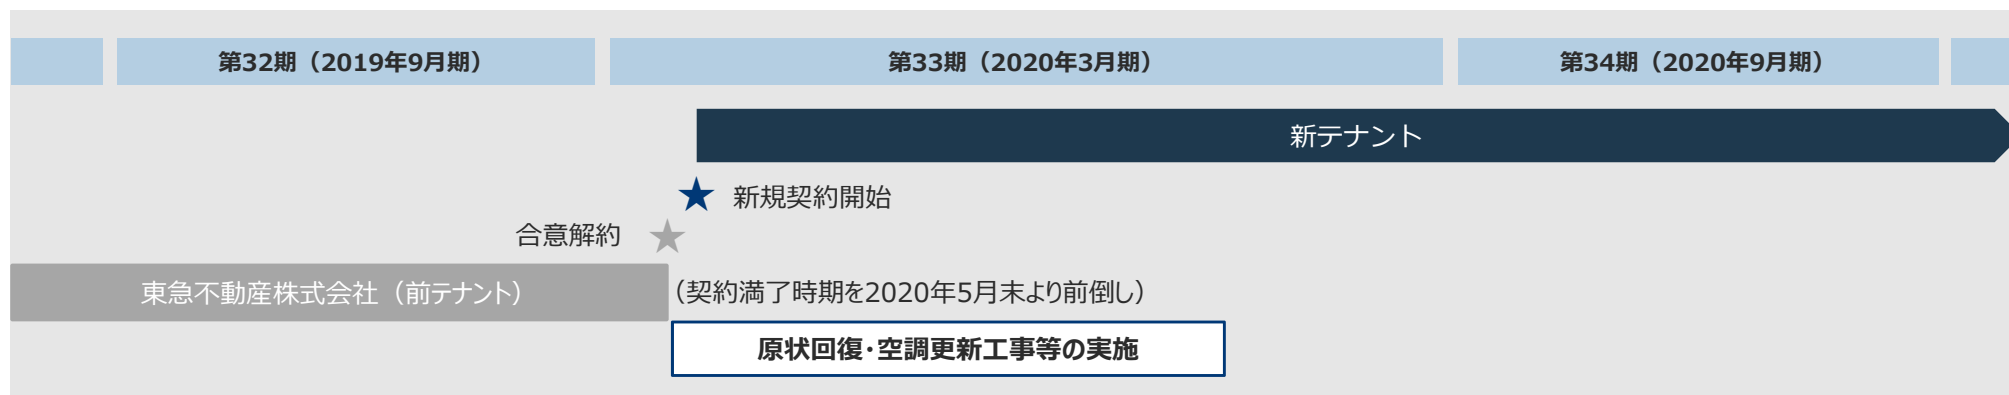 第32期（2019年9月期）
第33期（2020年3月期）
第34期（2020年9月期）
新テナント
新規契約開始
合意解約
東急不動産株式会社（前テナント）
（契約満了時期を2020年5月末より前倒し）
原状回復・空調更新工事等の実施